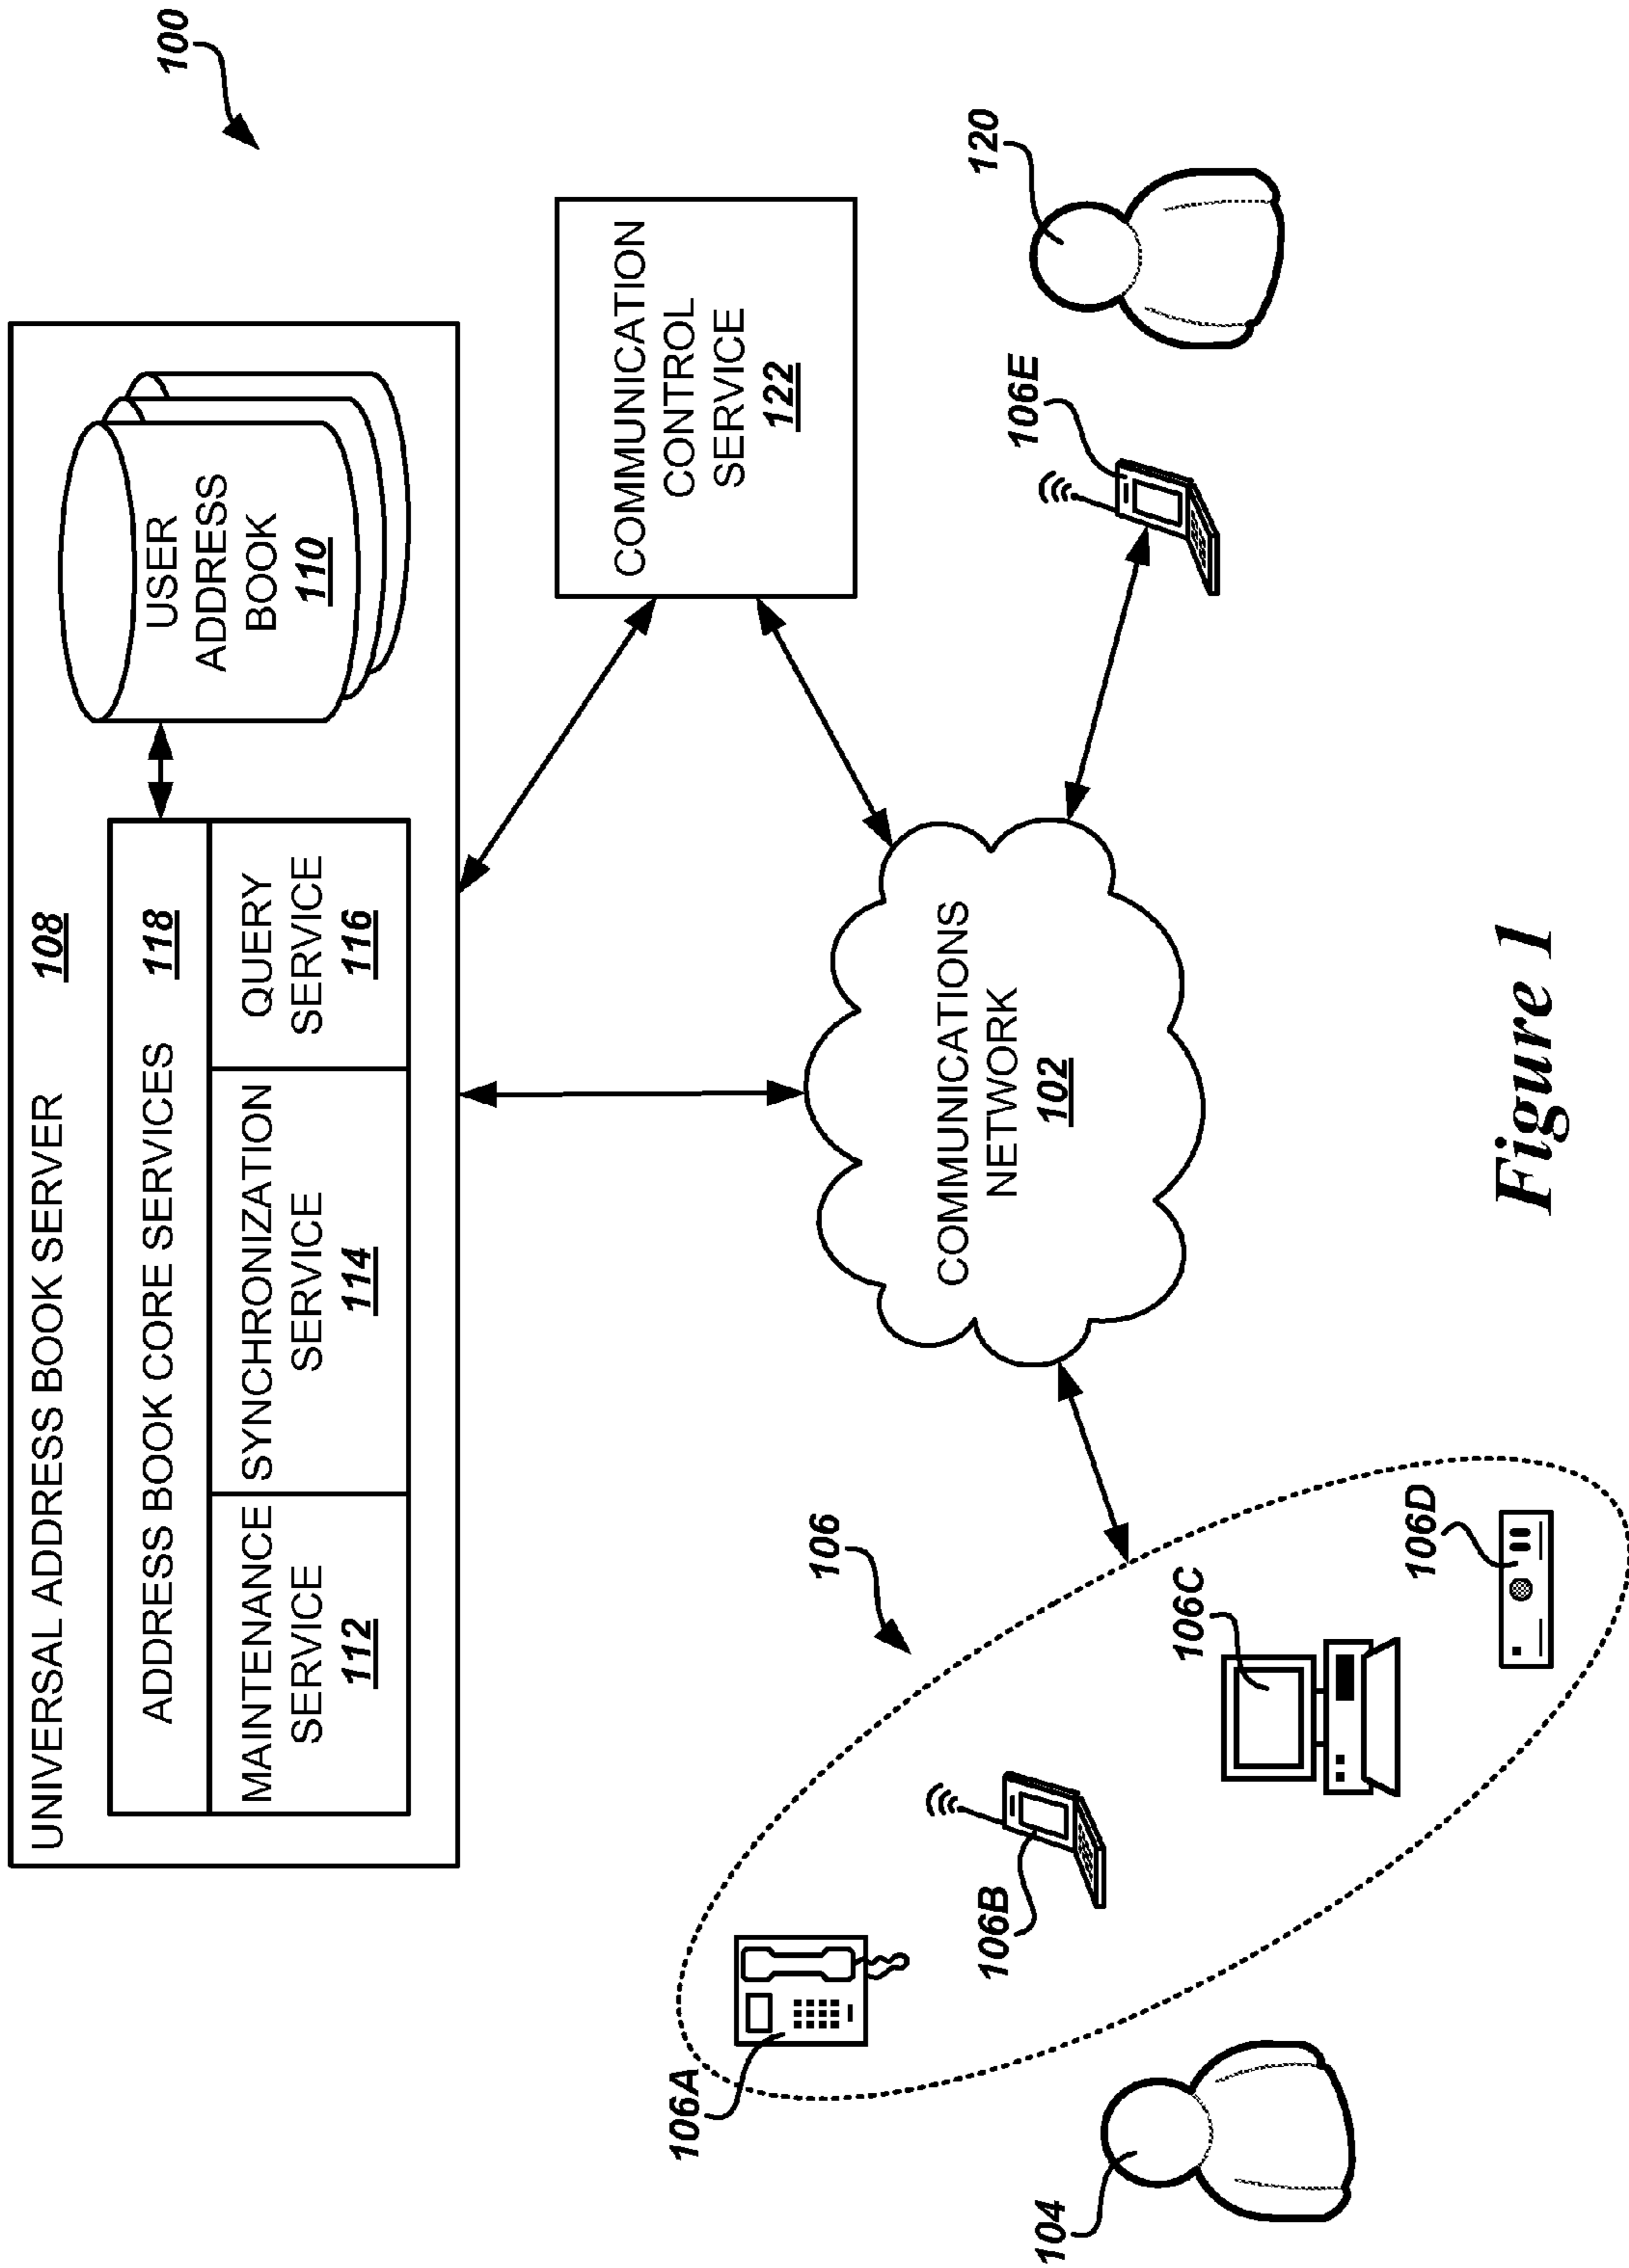 100
UNIVERSAL ADDRESS BOOK SERVER
108
ADDRESS BOOK CORE SERVICES
118
MAINTENANCE
SERVICE
112
SYNCHRONIZATION
SERVICE
114
QUERY
SERVICE
116
USER
ADDRESS
BOOK
110
COMMUNICATION
CONTROL
SERVICE
122
COMMUNICATIONS
NETWORK
102
106
106A
106B
106C
106D
104
106E
120
Figure 1